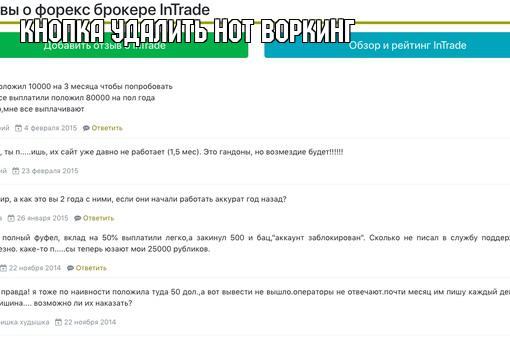 вы о форекс брокере InTrade
КНОПКА УДАЛИТЬ НОТ ВОРКИНГ
Добавить отзыв о InTrade
Обзор и рейтинг InTrade
оложил 10000 на 3 месяца чтобы попробовать
се выплатили положил 80000 на пол года
о,мне все выплачивают
ий 4 февраля 2015 Ответить
, ты п.....ишь, их сайт уже давно не работает (1,5 мес). Это гандоны, но возмездие будет!!!!!!
ий 23 февраля 2015
ир, а как это вы 2 года с ними, если они начали работать аккурат год назад?
а 26 января 2015 Ответить
полный фуфел, вклад на 50% выплатили легко,а закинул 500 и бац,"аккаунт заблокирован". Сколько не писал в службу поддер
езно. каке-то п.....сы теперь юзают мои 25000 рубликов.
22 ноября 2014 Ответить
правда! я тоже по наивности положила туда 50 дол.,а вот вывести не вышло.операторы не отвечают.почти месяц им пишу каждый де
ишина.... возможно ли их наказать?
ишка худышка 22 ноября 2014